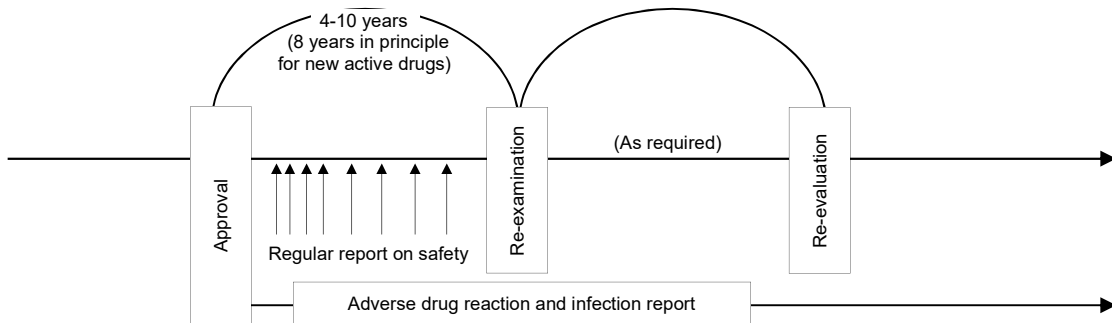 4-10 years
(8 years in principle
for new active drugs)
Approval
Re-examination
(As required)
Re-evaluation
Regular report on safety
Adverse drug reaction and infection report